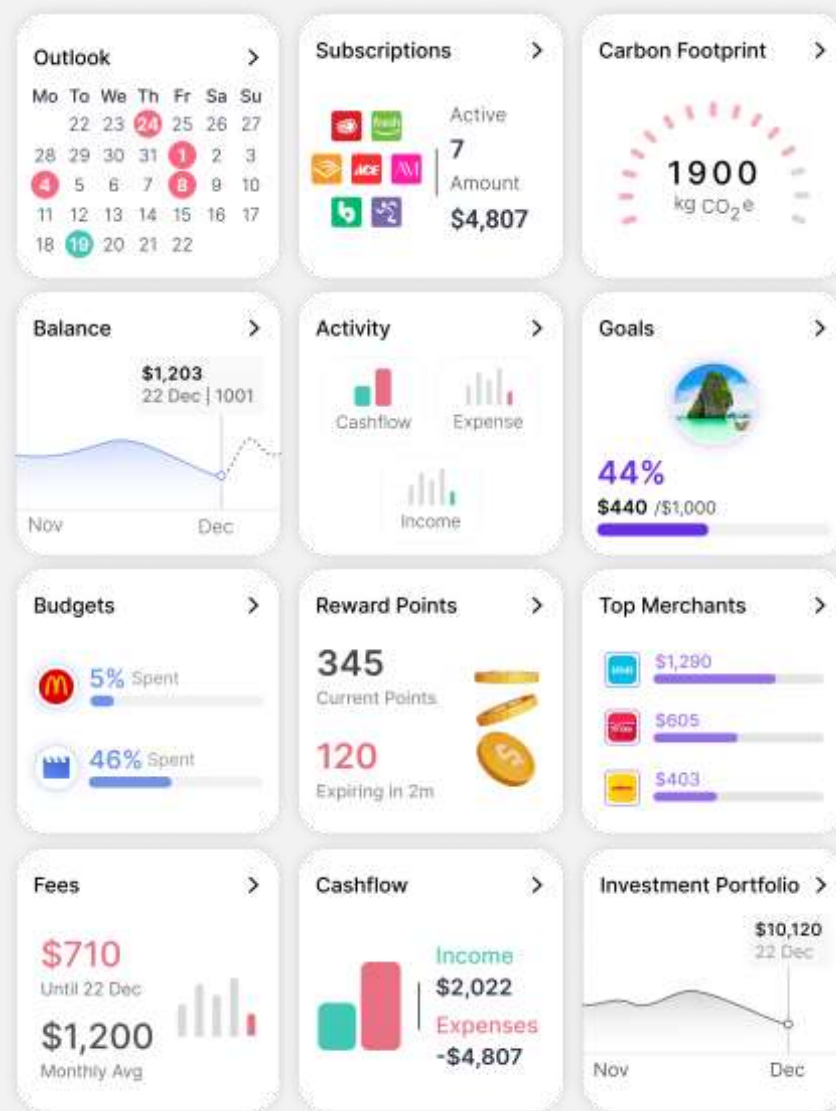 Outlook
Mo To We Th Fr Sa Su
22 23 24 25 26 27
28 29 30 31 1 2 3
4 5 6 7 8 9 10
11 12 13 14 15 16 17
18 19 20 21 22
Subscriptions
fresh
ACE
Active
7
Amount
$4,807
Carbon Footprint
1900
kg CO₂e
Balance
$1,203
22 Dec | 1001
Nov Dec
Activity
Cashflow
Expense
Income
Goals
44%
$440 /$1,000
Budgets
5% Spent
46% Spent
Reward Points
345
Current Points
120
Expiring in 2m
Top Merchants
$1,290
$605
$403
Fees
$710
Until 22 Dec
$1,200
Monthly Avg
Cashflow
Income
$2,022
Expenses
-$4,807
Investment Portfolio
$10,120
22 Dec
Nov Dec